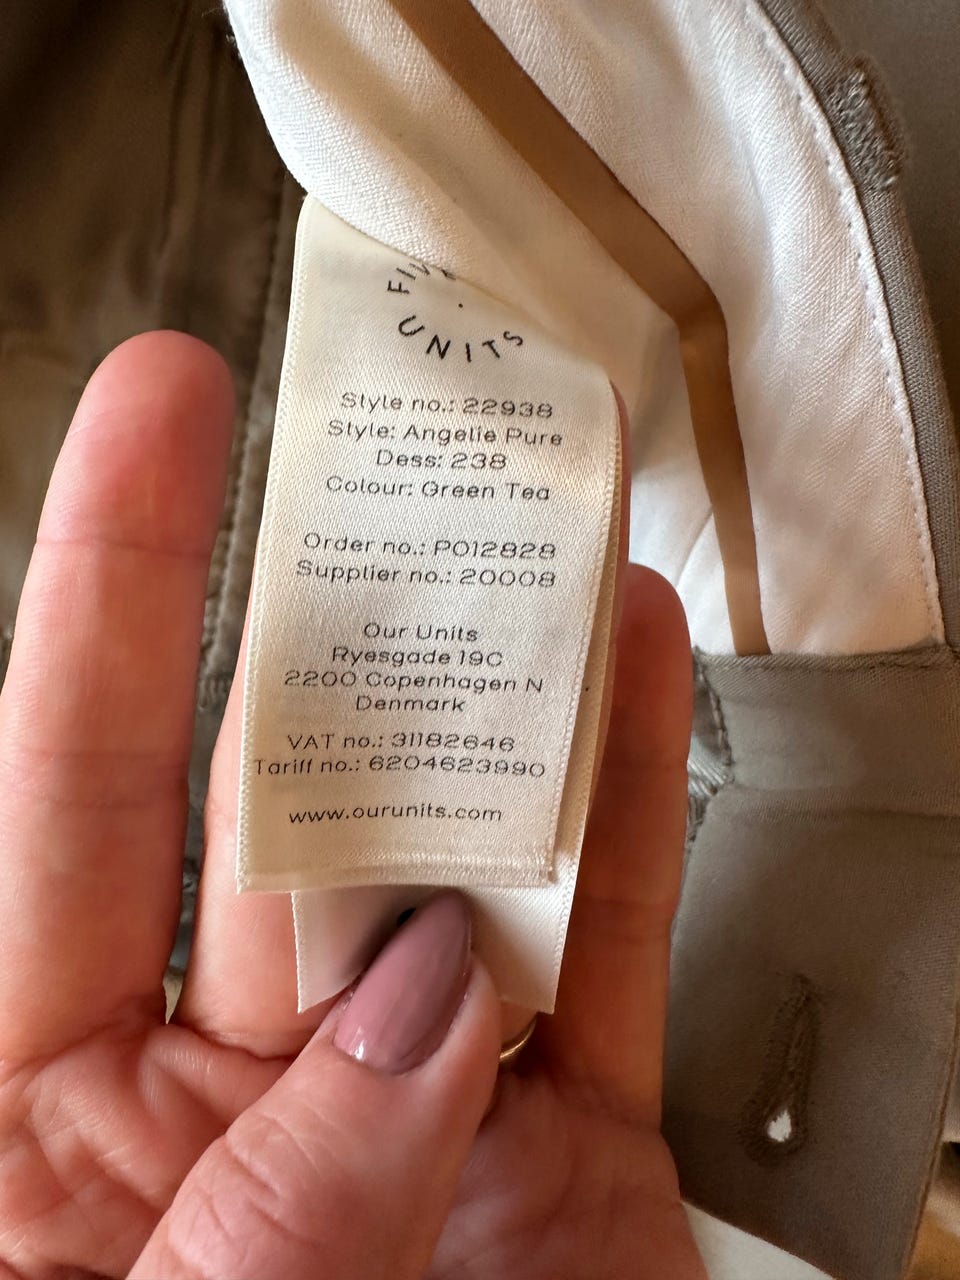 FIVE
UNITS
Style no.: 22938
Style: Angelie Pure
Dess: 238
Colour: Green Tea
Order no.: PO12828
Supplier no.: 20008
Our Units
Ryesgade 19C
2200 Copenhagen N
Denmark
VAT no.: 31182646
Tariff no.: 6204623990
www.ourunits.com